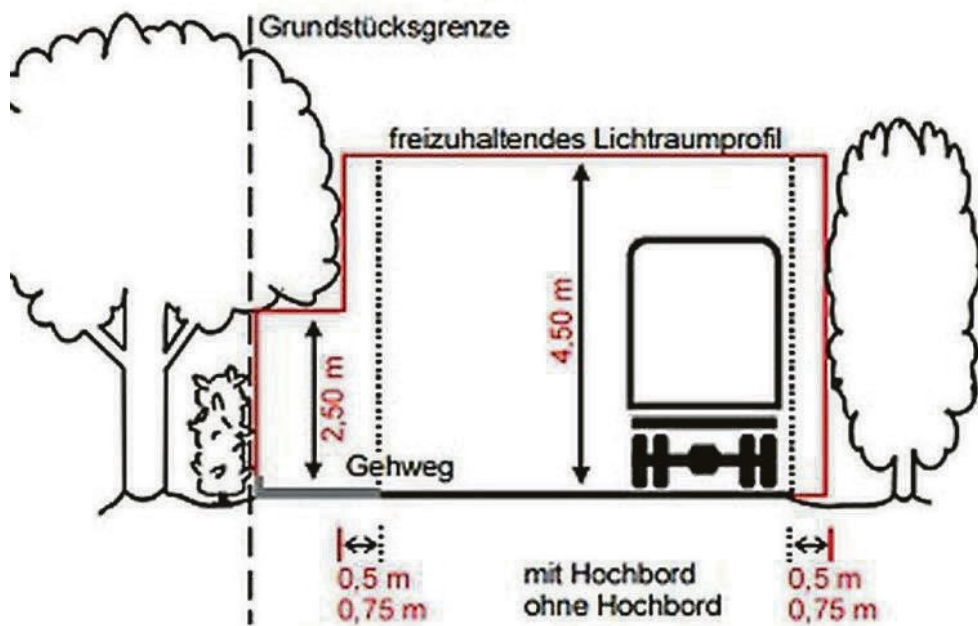 Grundstücksgrenze
freizuhaltendes Lichtraumprofil
4,50 m
2,50 m
Gehweg
0,5 m
0,75 m
mit Hochbord
ohne Hochbord
0,5 m
0,75 m